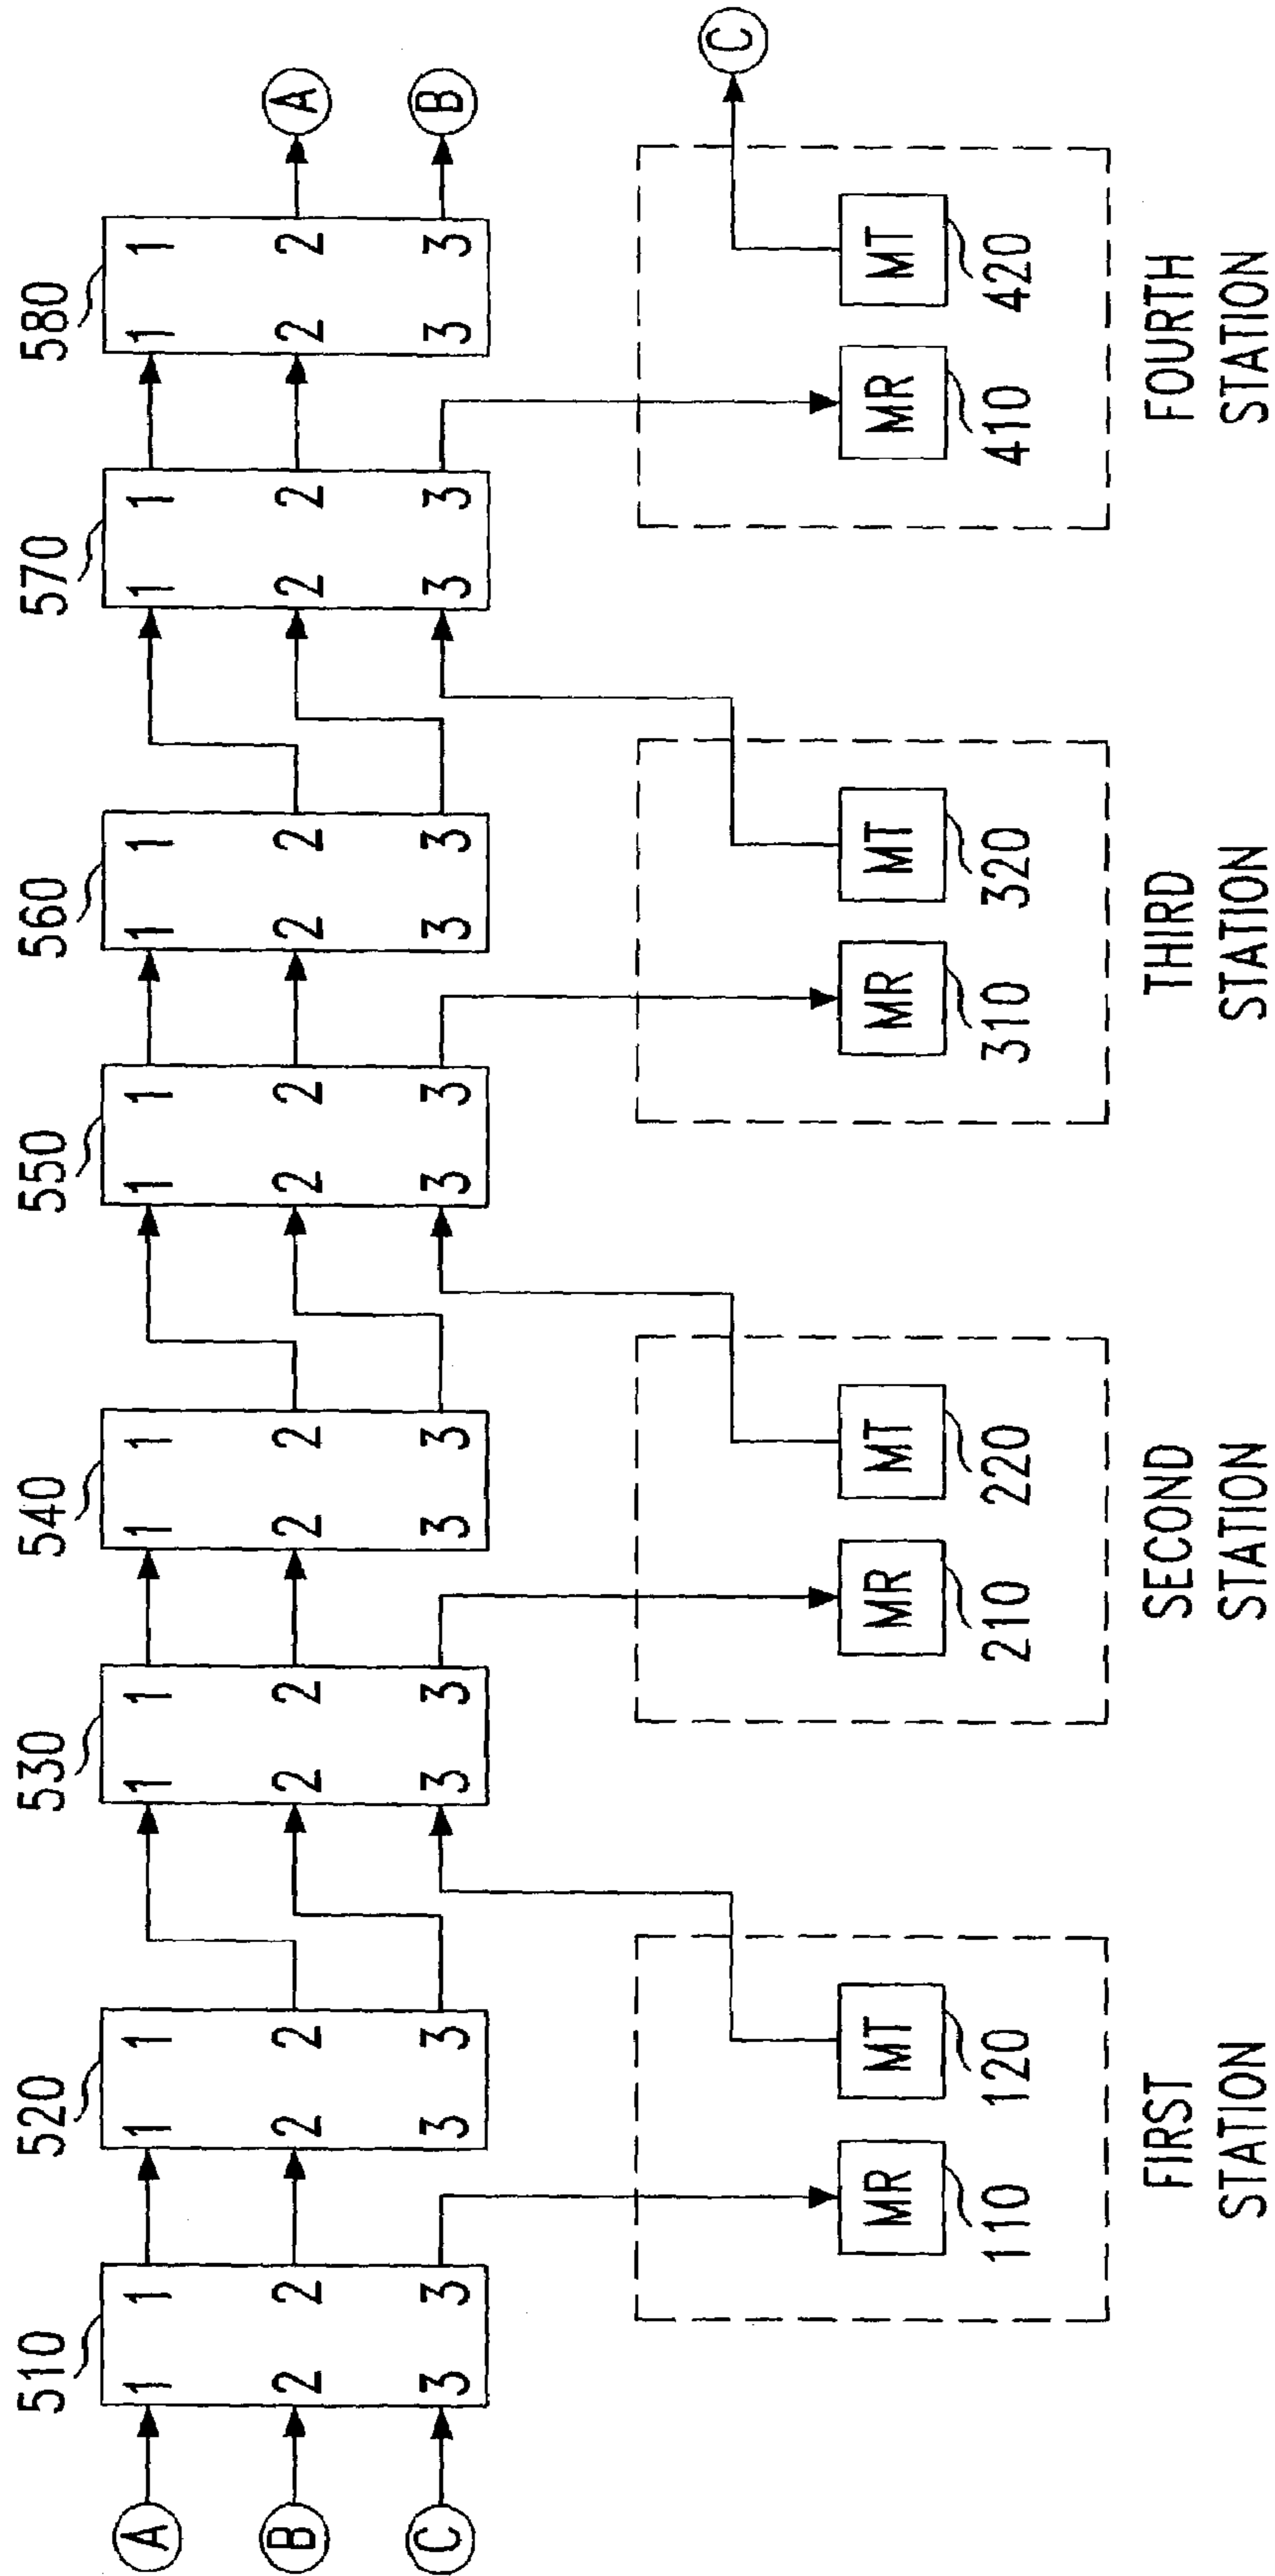 510 520 530 540 550 560 570 580
A 1 1 1 1 1 1 1 1 1 1 1 1 1 1 1 1
B 2 2 2 2 2 2 2 2 2 2 2 2 2 2 2 2 A
C 3 3 3 3 3 3 3 3 3 3 3 3 3 3 3 3 B
C
MR MT MR MT MR MT MR MT
110 120 210 220 310 320 410 420
FIRST SECOND THIRD FOURTH
STATION STATION STATION STATION